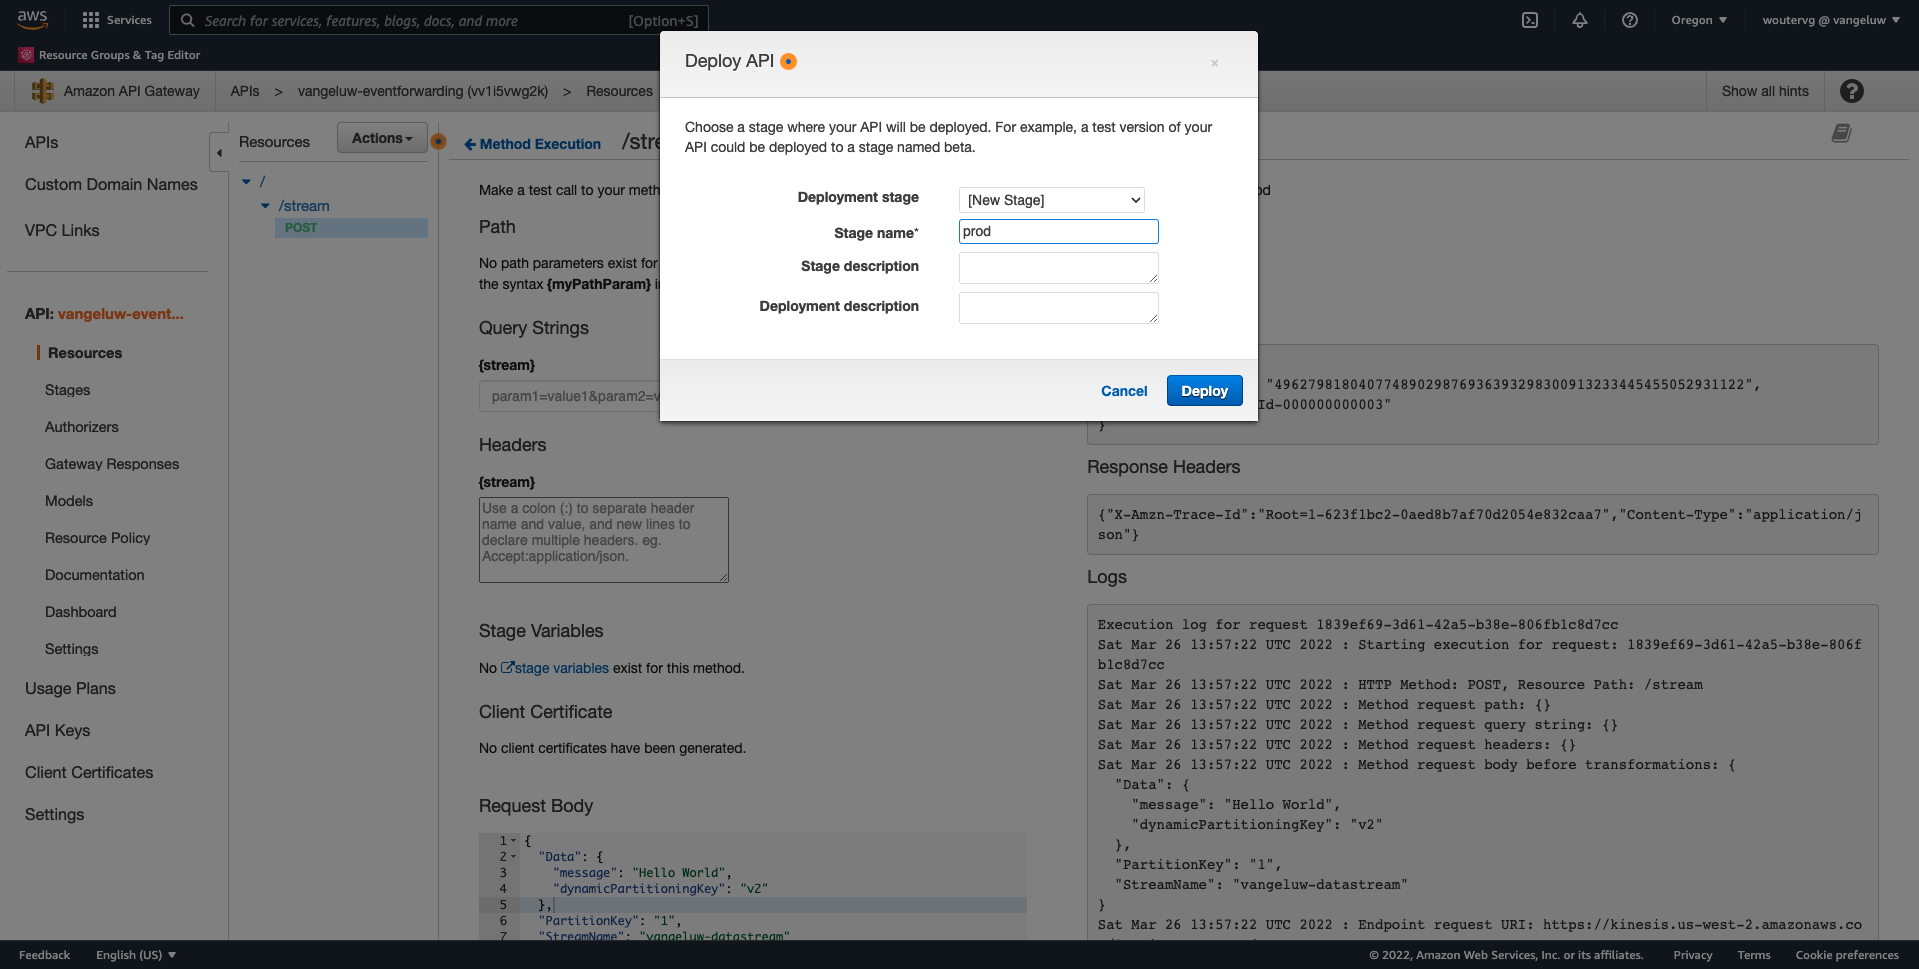 aws
Services
Search for services, features, blogs, docs, and more
[Option+S]
Oregon
woutervg @ vangeluw
Resource Groups & Tag Editor
Amazon API Gateway
APIs > vangeluw-eventforwarding (vv1i5vwg2k) > Resources
Show all hints
APIs
Custom Domain Names
VPC Links
API: vangeluw-event...
Resources
Stages
Authorizers
Gateway Responses
Models
Resource Policy
Documentation
Dashboard
Settings
Usage Plans
API Keys
Client Certificates
Settings
Resources
Actions
/
/stream
POST
Method Execution
Make a test call to your
Path
No path parameters exist for
the syntax {myPathParam}
Query Strings
{stream}
param1=value1&param2=
Headers
{stream}
Use a colon (:) to separate header
name and value, and new lines to
declare multiple headers. eg.
Accept:application/json.
Stage Variables
No stage variables exist for this method.
Client Certificate
No client certificates have been generated.
Request Body
1 {
2 "Data": {
3 "message": "Hello World",
4 "dynamicPartitioningKey": "v2"
5 },
6 "PartitionKey": "1",
7 "StreamName": "vangeluw-datastream"
Deploy API
×
Choose a stage where your API will be deployed. For example, a test version of your
API could be deployed to a stage named beta.
Deployment stage
[New Stage]
Stage name*
prod
Stage description
Deployment description
Cancel
Deploy
"49627981804077489029876936393298300913233445455052931122",
Id-000000000003"
}
Response Headers
{"X-Amzn-Trace-Id":"Root=1-623f1bc2-0aed8b7af70d2054e832caa7","Content-Type":"application/j
son"}
Logs
Execution log for request 1839ef69-3d61-42a5-b38e-806fb1c8d7cc
Sat Mar 26 13:57:22 UTC 2022 : Starting execution for request: 1839ef69-3d61-42a5-b38e-806f
b1c8d7cc
Sat Mar 26 13:57:22 UTC 2022 : HTTP Method: POST, Resource Path: /stream
Sat Mar 26 13:57:22 UTC 2022 : Method request path: {}
Sat Mar 26 13:57:22 UTC 2022 : Method request query string: {}
Sat Mar 26 13:57:22 UTC 2022 : Method request headers: {}
Sat Mar 26 13:57:22 UTC 2022 : Method request body before transformations: {
"Data": {
"message": "Hello World",
"dynamicPartitioningKey": "v2"
},
"PartitionKey": "1",
"StreamName": "vangeluw-datastream"
}
Sat Mar 26 13:57:22 UTC 2022 : Endpoint request URI: https://kinesis.us-west-2.amazonaws.co
Feedback
English (US)
© 2022, Amazon Web Services, Inc. or its affiliates.
Privacy
Terms
Cookie preferences